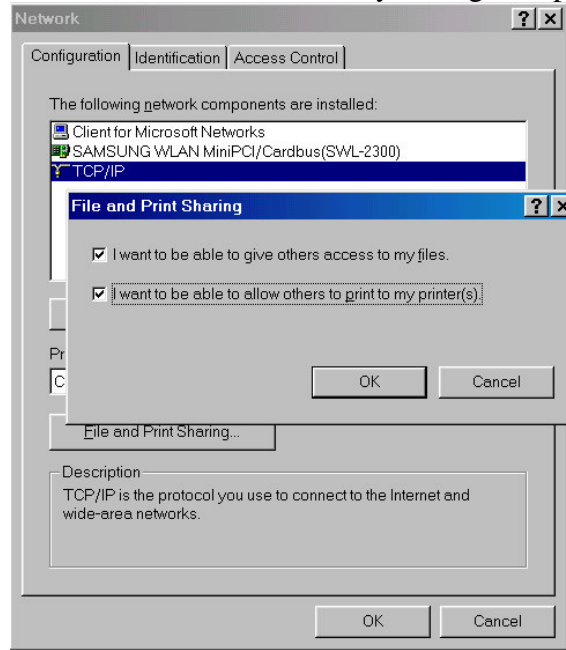 Network
Configuration Identification Access Control
The following network components are installed:
Client for Microsoft Networks
SAMSUNG WLAN MiniPCI/Cardbus(SWL-2300)
TCP/IP
File and Print Sharing
I want to be able to give others access to my files.
I want to be able to allow others to print to my printer(s).
OK Cancel
Pr
C
File and Print Sharing...
Description
TCP/IP is the protocol you use to connect to the Internet and
wide-area networks.
OK Cancel